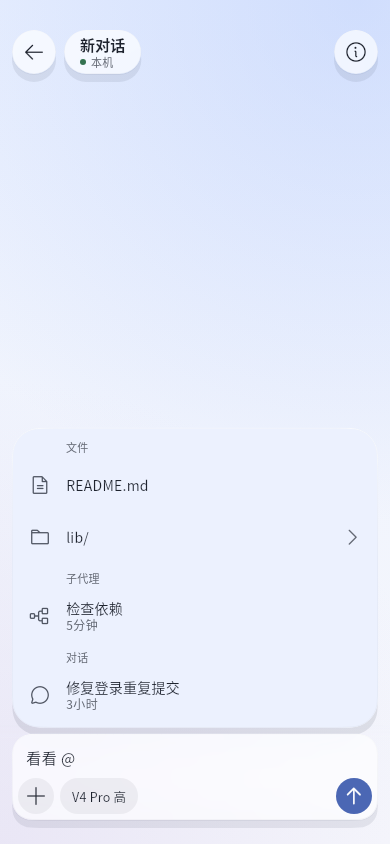 新对话
本机
文件
README.md
lib/
子代理
检查依赖
5分钟
对话
修复登录重复提交
3小时
看看 @
V4 Pro 高